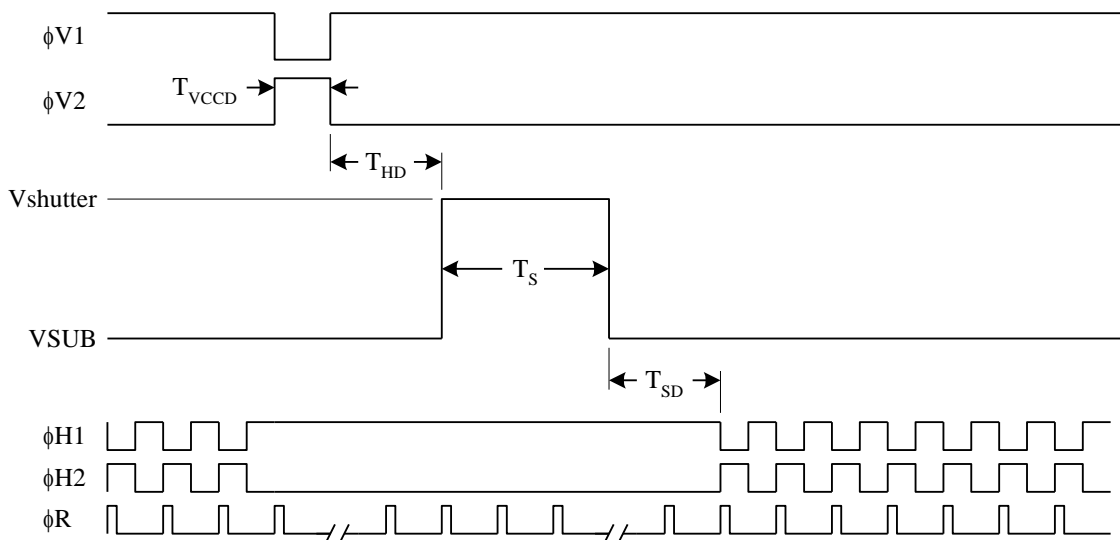 ϕV1
T_VCCD
ϕV2
T_HD
Vshutter
T_S
VSUB
T_SD
ϕH1
ϕH2
ϕR